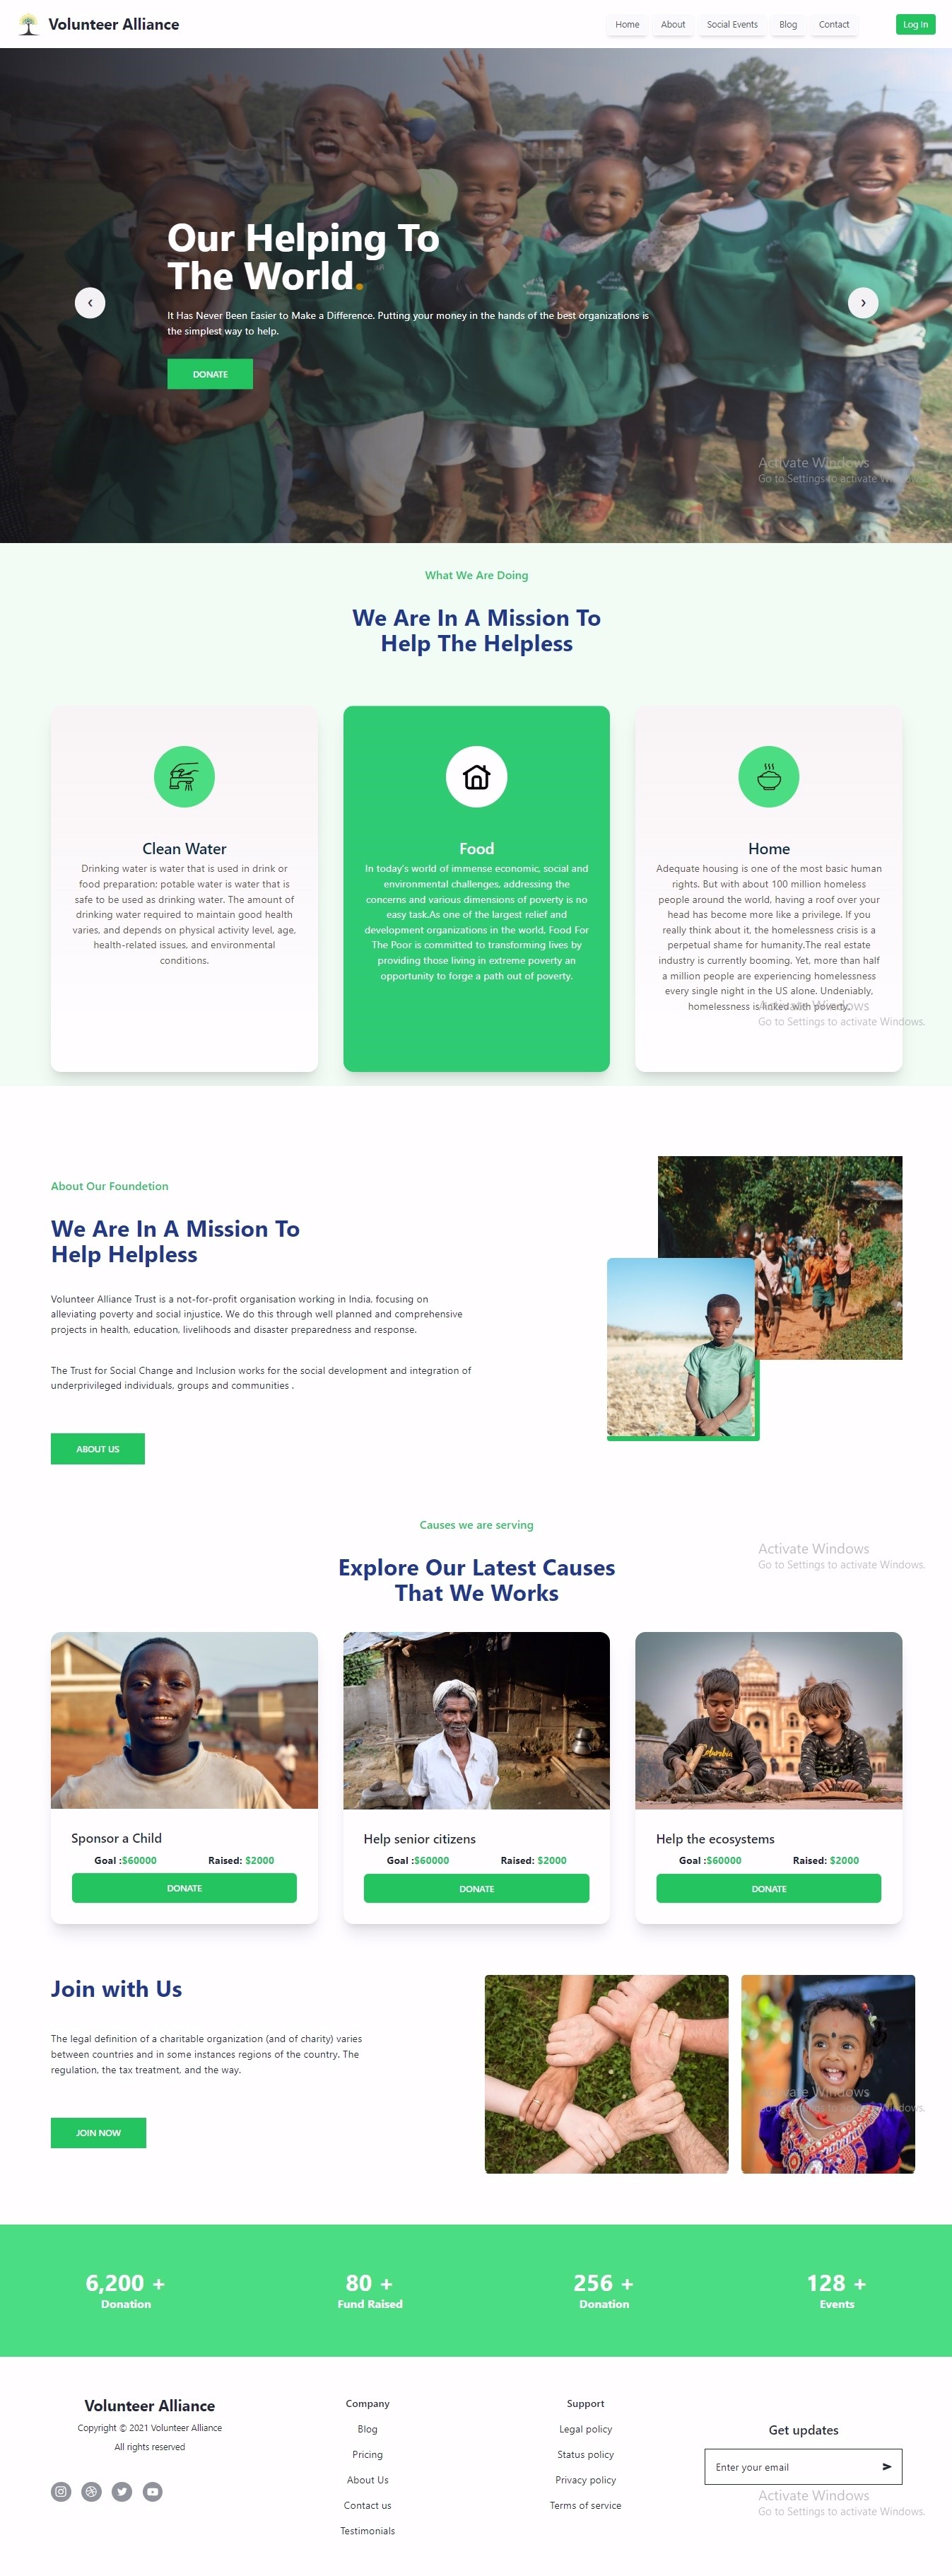 Volunteer Alliance
Home
About
Social Events
Blog
Contact
Log In
Our Helping To
The World.
It Has Never Been Easier to Make a Difference. Putting your money in the hands of the best organizations is
the simplest way to help.
DONATE
Activate Windows
Go to Settings to activate Windows.
What We Are Doing
We Are In A Mission To
Help The Helpless
Clean Water
Drinking water is water that is used in drink or
food preparation; potable water is water that is
safe to be used as drinking water. The amount of
drinking water required to maintain good health
varies, and depends on physical activity level, age,
health-related issues, and environmental
conditions.
Food
In today's world of immense economic, social and
environmental challenges, addressing the
concerns and various dimensions of poverty is no
easy task.As one of the largest relief and
development organizations in the world, Food For
The Poor is committed to transforming lives by
providing those living in extreme poverty an
opportunity to forge a path out of poverty.
Home
Adequate housing is one of the most basic human
rights. But with about 100 million homeless
people around the world, having a roof over your
head has become more like a privilege. If you
really think about it, the homelessness crisis is a
perpetual shame for humanity.The real estate
industry is currently booming. Yet, more than half
a million people are experiencing homelessness
every single night in the US alone. Undeniably,
homelessness is linked with poverty.
Activate Windows
Go to Settings to activate Windows.
About Our Foundetion
We Are In A Mission To
Help Helpless
Volunteer Alliance Trust is a not-for-profit organisation working in India, focusing on
alleviating poverty and social injustice. We do this through well planned and comprehensive
projects in health, education, livelihoods and disaster preparedness and response.
The Trust for Social Change and Inclusion works for the social development and integration of
underprivileged individuals, groups and communities .
ABOUT US
Causes we are serving
Explore Our Latest Causes
That We Works
Activate Windows
Go to Settings to activate Windows.
Sponsor a Child
Goal :$60000
Raised: $2000
DONATE
Help senior citizens
Goal :$60000
Raised: $2000
DONATE
Columbia
Help the ecosystems
Goal :$60000
Raised: $2000
DONATE
Join with Us
The legal definition of a charitable organization (and of charity) varies
between countries and in some instances regions of the country. The
regulation, the tax treatment, and the way.
JOIN NOW
Activate Windows
Go to Settings to activate Windows.
6,200 +
Donation
80 +
Fund Raised
256 +
Donation
128 +
Events
Volunteer Alliance
Copyright © 2021 Volunteer Alliance
All rights reserved
Company
Blog
Pricing
About Us
Contact us
Testimonials
Support
Legal policy
Status policy
Privacy policy
Terms of service
Get updates
Enter your email
Activate Windows
Go to Settings to activate Windows.